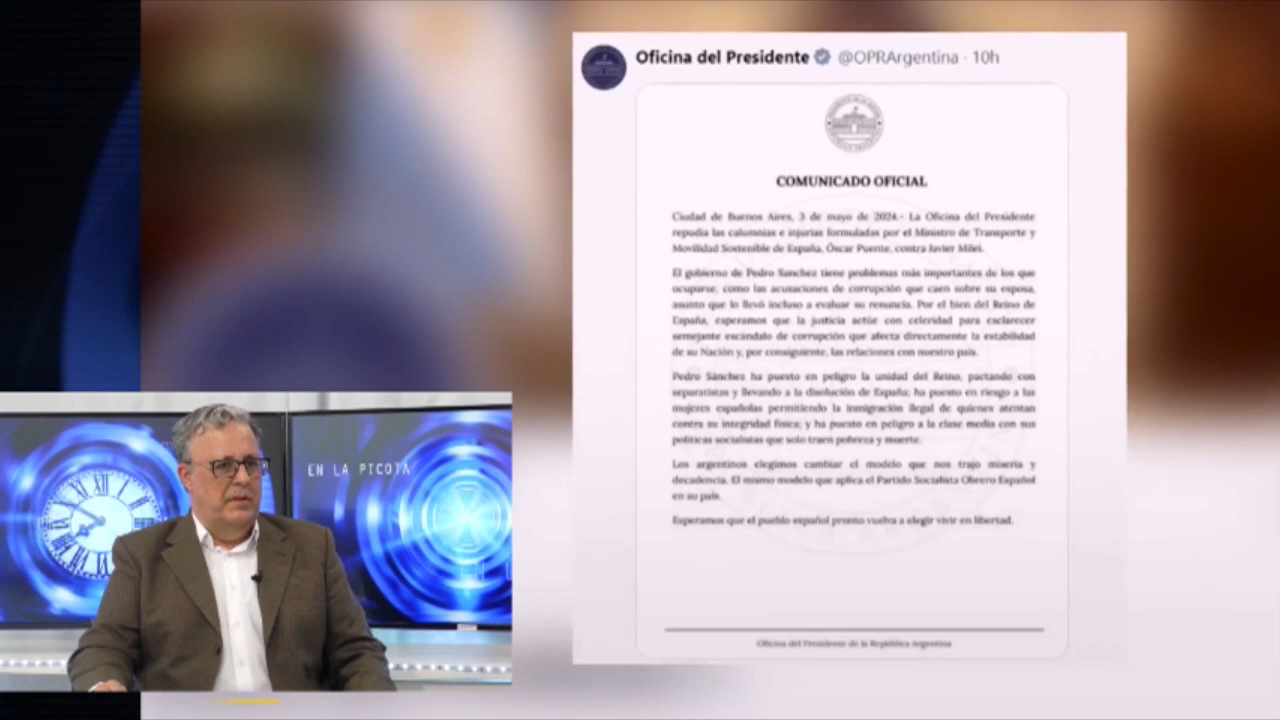 Oficina del Presidente @OPRArgentina · 10h
COMUNICADO OFICIAL
Ciudad de Buenos Aires, 3 de mayo de 2024.- La Oficina del Presidente
repudia las calumnias e injurias formuladas por el Ministro de Transporte y
Movilidad Sostenible de España, Óscar Puente, contra Javier Milei.
El gobierno de Pedro Sanchez tiene problemas más importantes de los que
ocuparse, como las acusaciones de corrupción que caen sobre su esposa,
asunto que lo llevó incluso a evaluar su renuncia. Por el bien del Reino de
España, esperamos que la justicia actúe con celeridad para esclarecer
semejante escándalo de corrupción que afecta directamente la estabilidad
de su Nación y, por consiguiente, las relaciones con nuestro país.
Pedro Sánchez ha puesto en peligro la unidad del Reino, pactando con
separatistas y llevando a la disolución de España; ha puesto en riesgo a las
mujeres españolas permitiendo la inmigración ilegal de quienes atentan
contra su integridad física; y ha puesto en peligro a la clase media con sus
políticas socialistas que solo traen pobreza y muerte.
Los argentinos elegimos cambiar el modelo que nos trajo miseria y
decadencia. El mismo modelo que aplica el Partido Socialista Obrero Español
en su país.
Esperamos que el pueblo español pronto vuelva a elegir vivir en libertad.
Oficina del Presidente de la República Argentina
EN LA PICOTA
XII